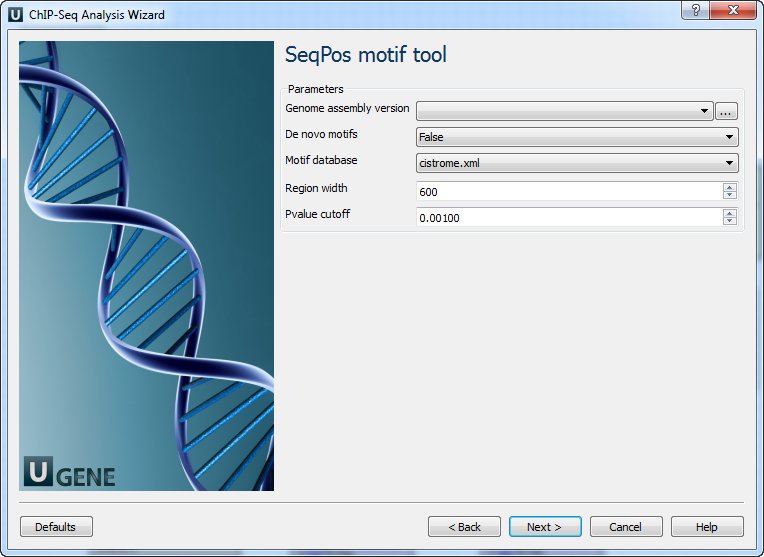 U ChIP-Seq Analysis Wizard ?
SeqPos motif tool
Parameters
Genome assembly version ...
De novo motifs False
Motif database cistrome.xml
Region width 600
Pvalue cutoff 0.00100
U GENE
Defaults < Back Next > Cancel Help